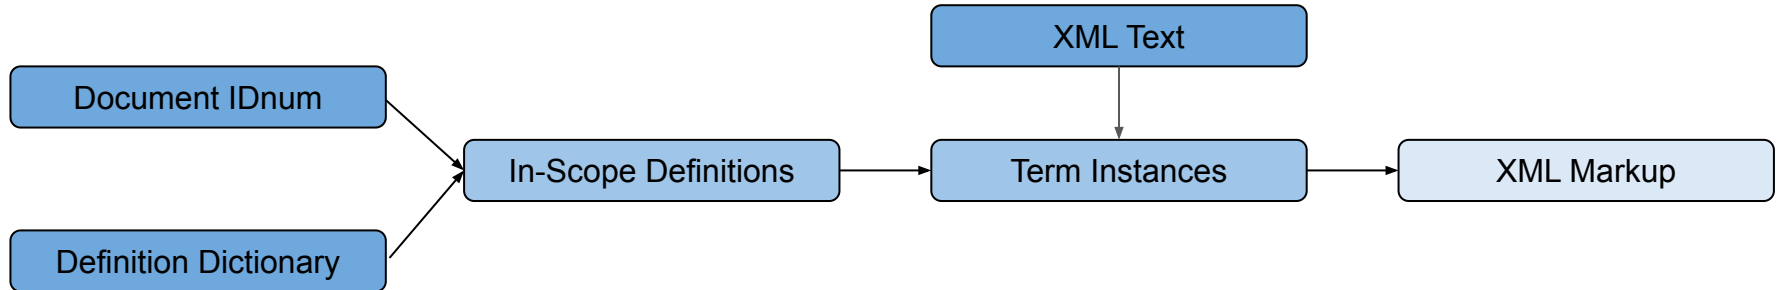 XML Text
Document IDnum
In-Scope Definitions
Term Instances
XML Markup
Definition Dictionary